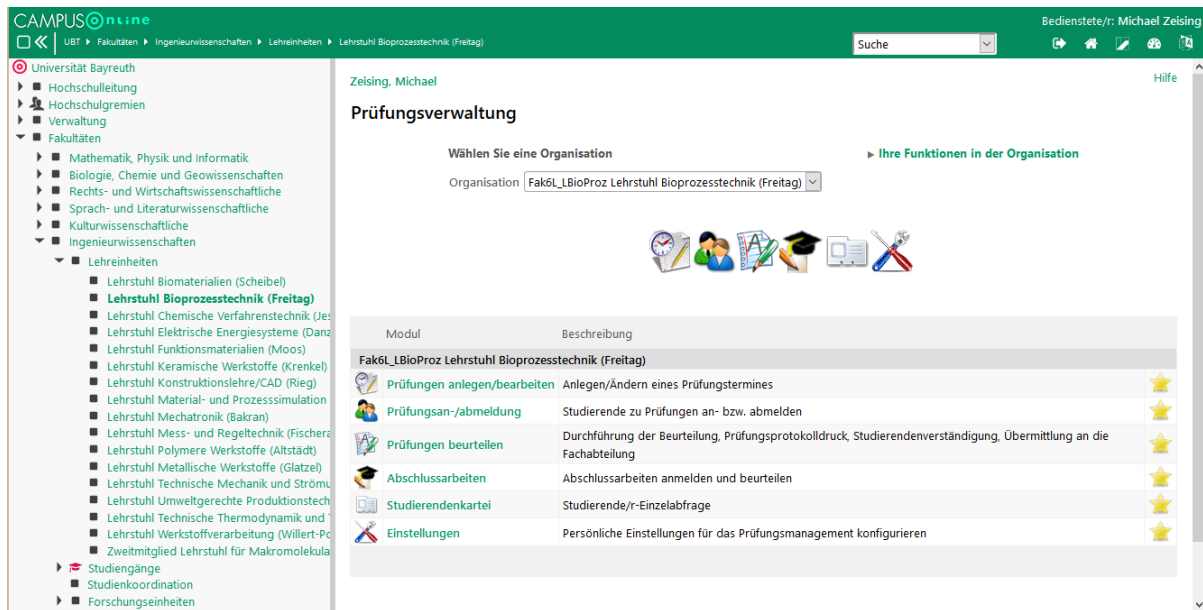 CAMPUSOnline
Bedienstete/r: Michael Zeising
UBT Fakultäten Ingenieurwissenschaften Lehreinheiten Lehrstuhl Bioprozesstechnik (Freitag)
Suche
Universität Bayreuth
Hochschulleitung
Hochschulgremien
Verwaltung
Fakultäten
Mathematik, Physik und Informatik
Biologie, Chemie und Geowissenschaften
Rechts- und Wirtschaftswissenschaftliche
Sprach- und Literaturwissenschaftliche
Kulturwissenschaftliche
Ingenieurwissenschaften
Lehreinheiten
Lehrstuhl Biomaterialien (Scheibel)
Lehrstuhl Bioprozesstechnik (Freitag)
Lehrstuhl Chemische Verfahrenstechnik (Jes
Lehrstuhl Elektrische Energiesysteme (Danz
Lehrstuhl Funktionsmaterialien (Moos)
Lehrstuhl Keramische Werkstoffe (Krenkel)
Lehrstuhl Konstruktionslehre/CAD (Rieg)
Lehrstuhl Material- und Prozesssimulation
Lehrstuhl Mechatronik (Bakran)
Lehrstuhl Mess- und Regeltechnik (Fischera
Lehrstuhl Polymere Werkstoffe (Altstädt)
Lehrstuhl Metallische Werkstoffe (Glatzel)
Lehrstuhl Technische Mechanik und Strömu
Lehrstuhl Umweltgerechte Produktionstech
Lehrstuhl Technische Thermodynamik und T
Lehrstuhl Werkstoffverarbeitung (Willert-Po
Zweitmitglied Lehrstuhl für Makromolekula
Studiengänge
Studienkoordination
Forschungseinheiten
Zeising, Michael
Hilfe
Prüfungsverwaltung
Wählen Sie eine Organisation
Ihre Funktionen in der Organisation
Organisation Fak6L_LBioProz Lehrstuhl Bioprozesstechnik (Freitag)
Modul Beschreibung
Fak6L_LBioProz Lehrstuhl Bioprozesstechnik (Freitag)
Prüfungen anlegen/bearbeiten Anlegen/Ändern eines Prüfungstermines
Prüfungsan-/abmeldung Studierende zu Prüfungen an- bzw. abmelden
Prüfungen beurteilen Durchführung der Beurteilung, Prüfungsprotokolldruck, Studierendenverständigung, Übermittlung an die
Fachabteilung
Abschlussarbeiten Abschlussarbeiten anmelden und beurteilen
Studierendenkartei Studierende/r-Einzelabfrage
Einstellungen Persönliche Einstellungen für das Prüfungsmanagement konfigurieren